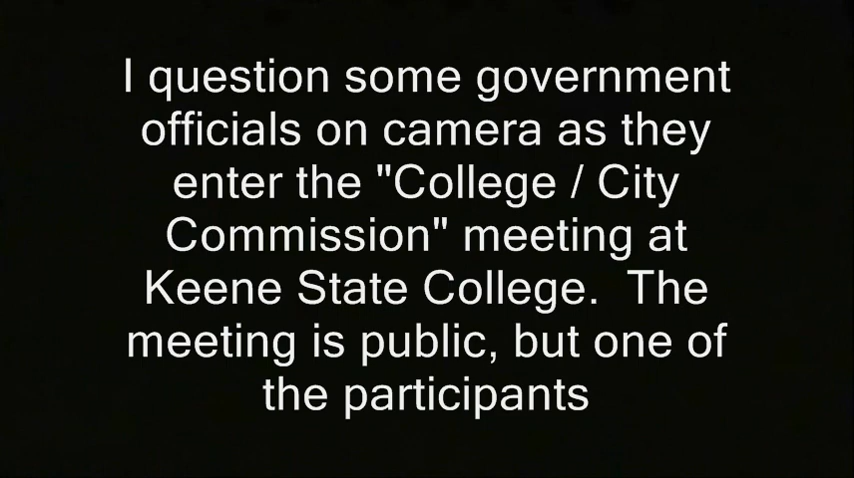 I question some government
officials on camera as they
enter the "College / City
Commission" meeting at
Keene State College.  The
meeting is public, but one of
the participants